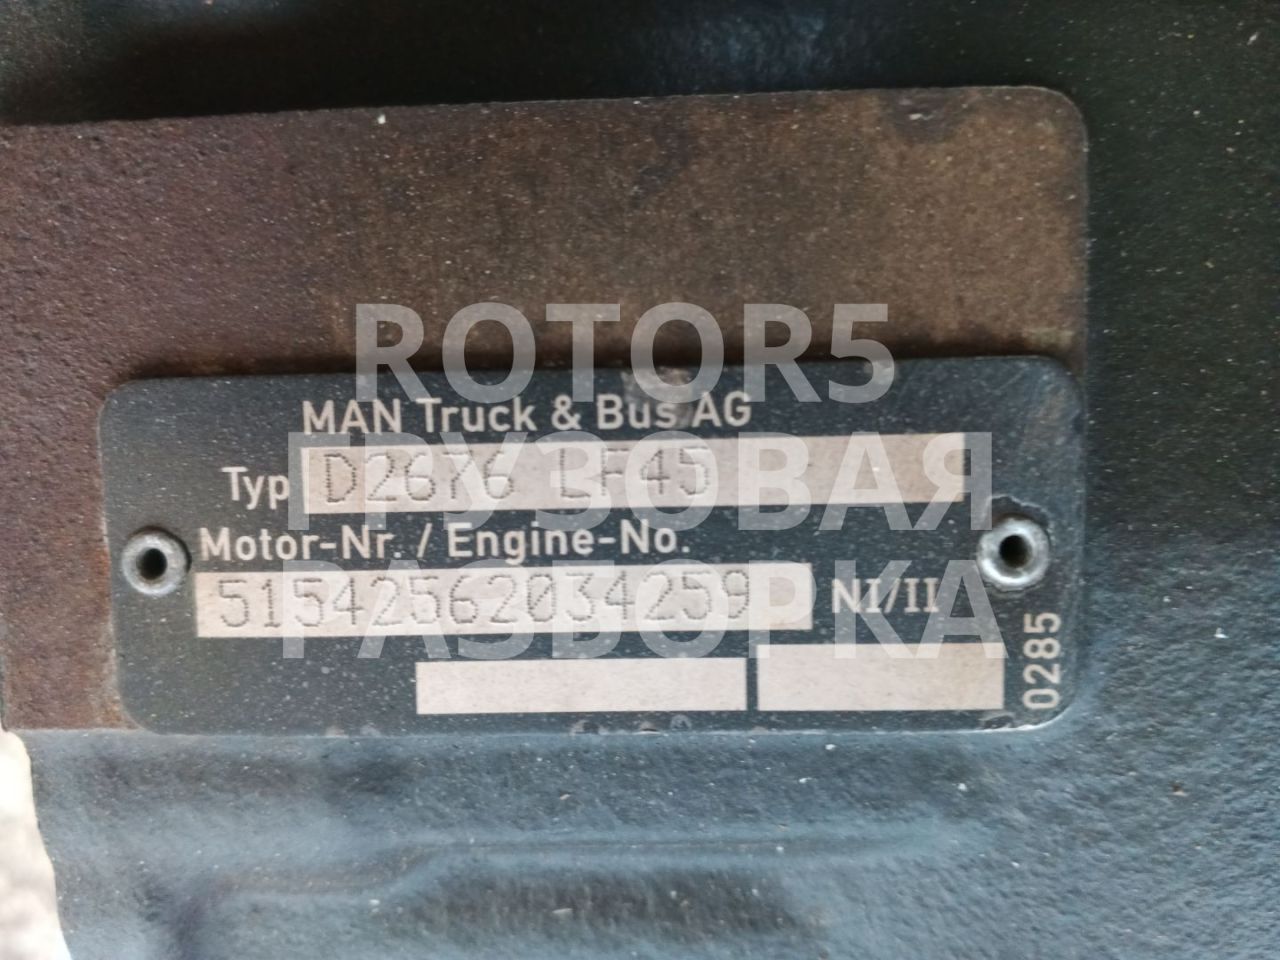 ROTOR5
MAN Truck & Bus AG
ГРУЗОВАЯ
Typ D2676 LF45
Motor-Nr. / Engine-No.
51542562034259 NI/II
РАЗБОРКА
0285